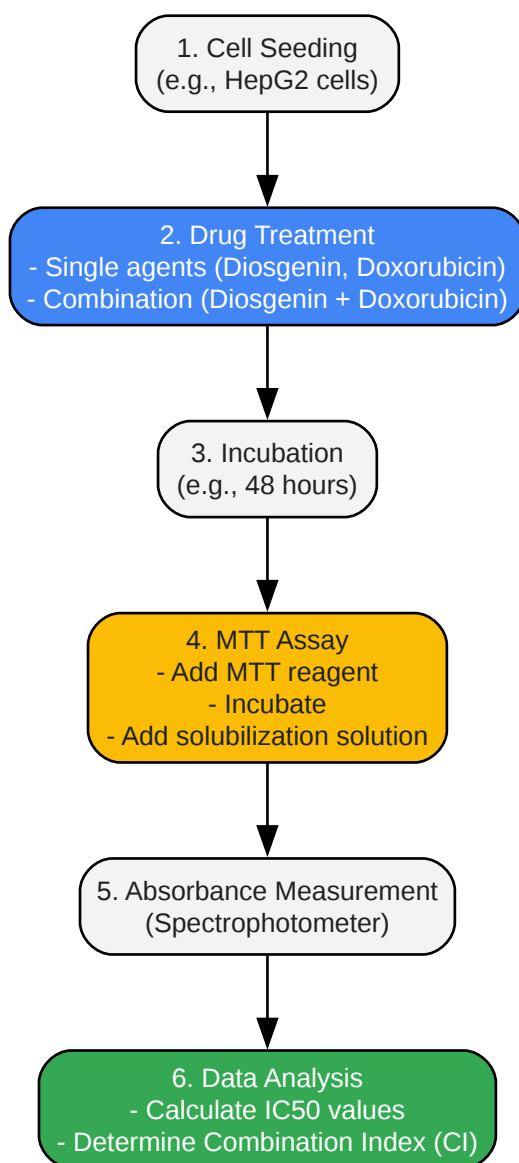 1. Cell Seeding
(e.g., HepG2 cells)
2. Drug Treatment
- Single agents (Diosgenin, Doxorubicin)
- Combination (Diosgenin + Doxorubicin)
3. Incubation
(e.g., 48 hours)
4. MTT Assay
- Add MTT reagent
- Incubate
- Add solubilization solution
5. Absorbance Measurement
(Spectrophotometer)
6. Data Analysis
- Calculate IC50 values
- Determine Combination Index (CI)